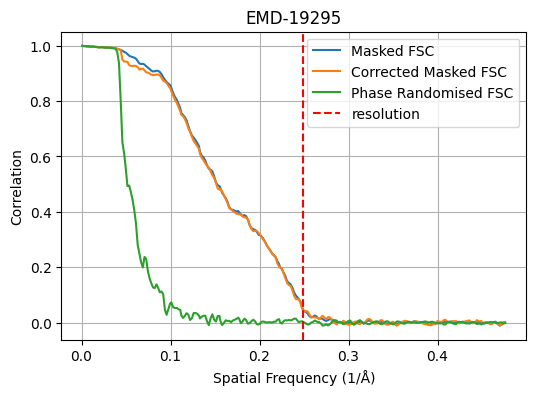 EMD-19295
Masked FSC
Corrected Masked FSC
Phase Randomised FSC
resolution
Correlation
1.0
0.8
0.6
0.4
0.2
0.0
0.0 0.1 0.2 0.3 0.4
Spatial Frequency (1/Å)